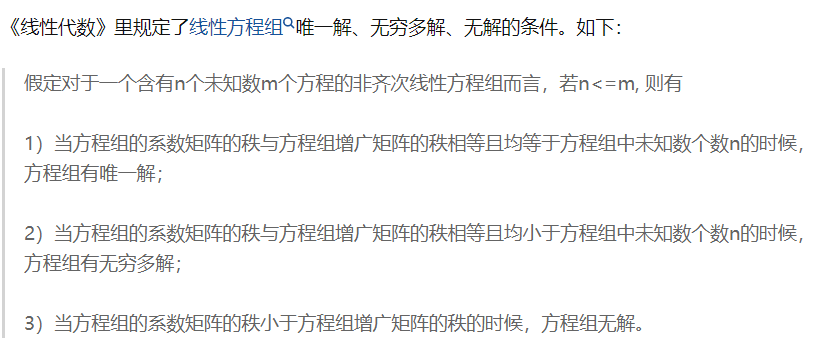 《线性代数》里规定了线性方程组唯一解、无穷多解、无解的条件。如下：
假定对于一个含有n个未知数m个方程的非齐次线性方程组而言，若n<=m, 则有
1）当方程组的系数矩阵的秩与方程组增广矩阵的秩相等且均等于方程组中未知数个数n的时候，
方程组有唯一解；
2）当方程组的系数矩阵的秩与方程组增广矩阵的秩相等且均小于方程组中未知数个数n的时候，
方程组有无穷多解；
3）当方程组的系数矩阵的秩小于方程组增广矩阵的秩的时候，方程组无解。